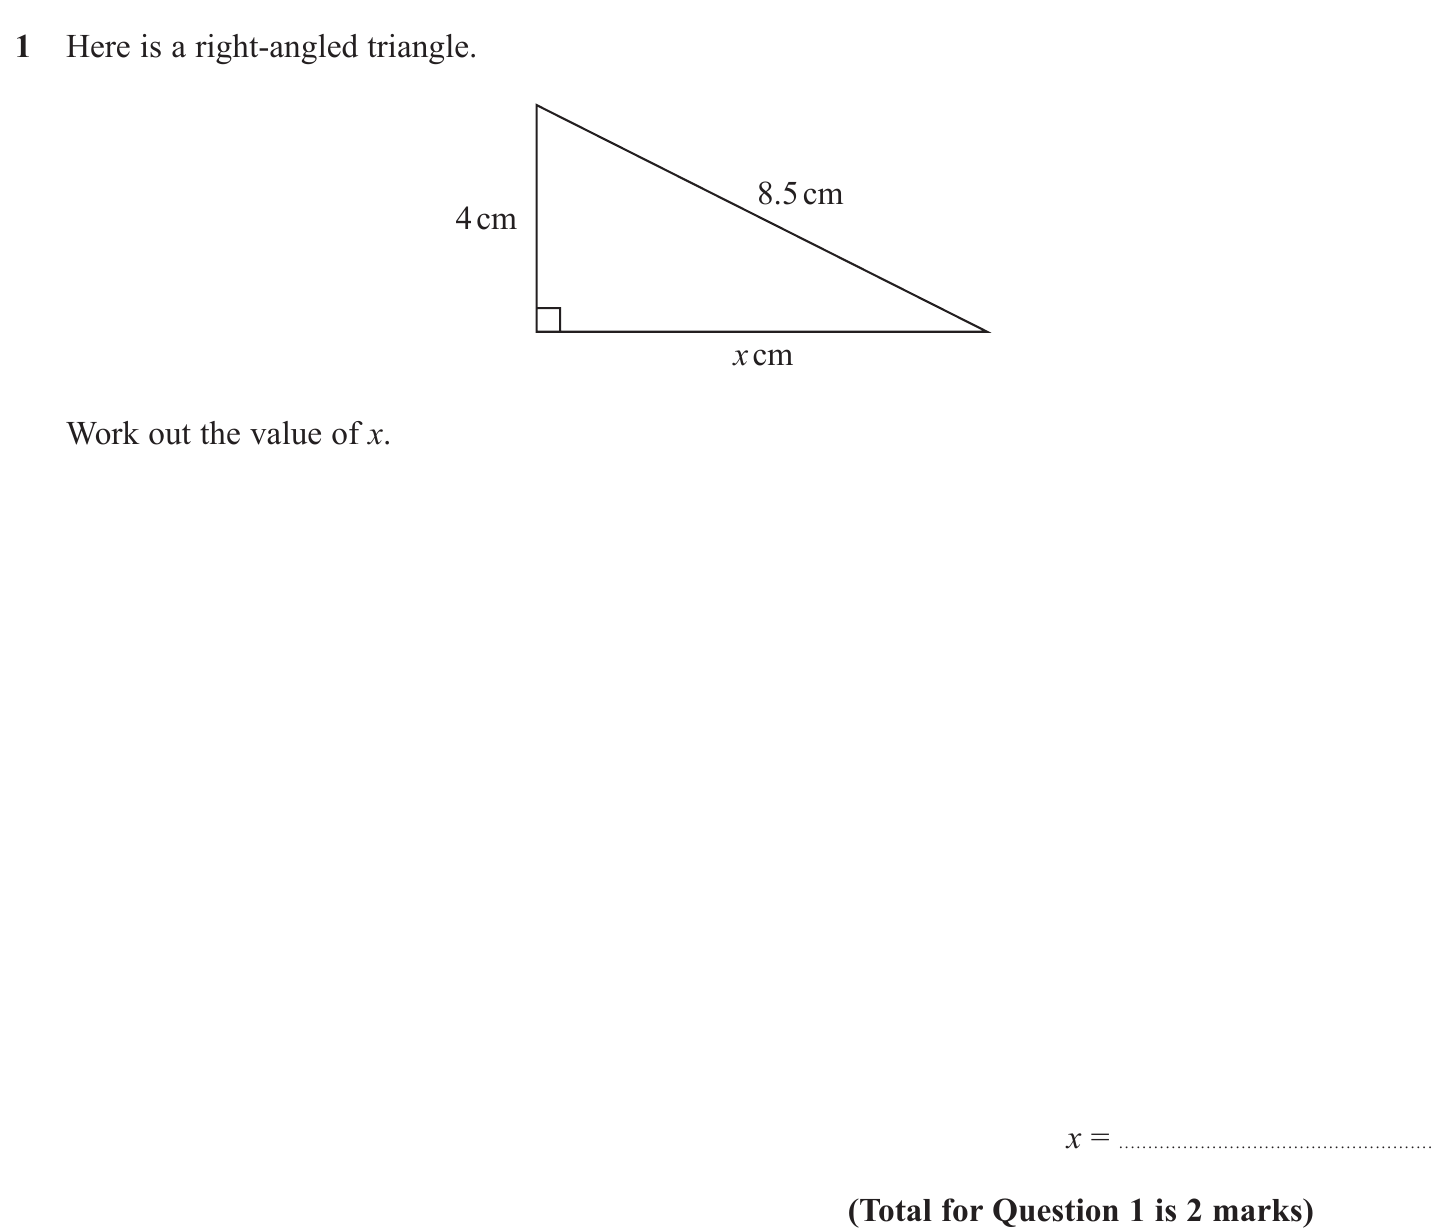 1 Here is a right-angled triangle.
8.5 cm
4 cm
x cm
Work out the value of x.
x = ......................................................
(Total for Question 1 is 2 marks)